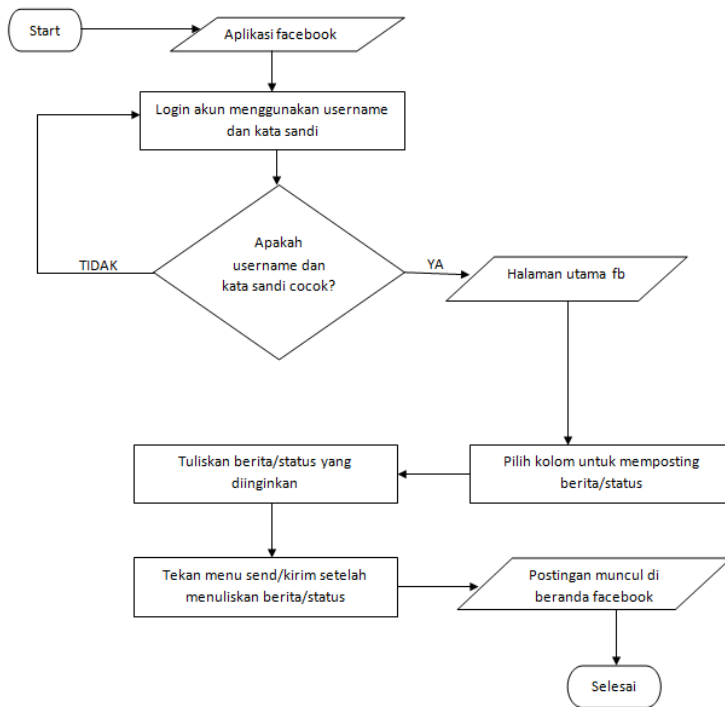 Start
Aplikasi facebook
Login akun menggunakan username
dan kata sandi
Apakah
username dan
kata sandi cocok?
TIDAK
YA
Halaman utama fb
Pilih kolom untuk memposting
berita/status
Tuliskan berita/status yang
diinginkan
Tekan menu send/kirim setelah
menuliskan berita/status
Postingan muncul di
beranda facebook
Selesai